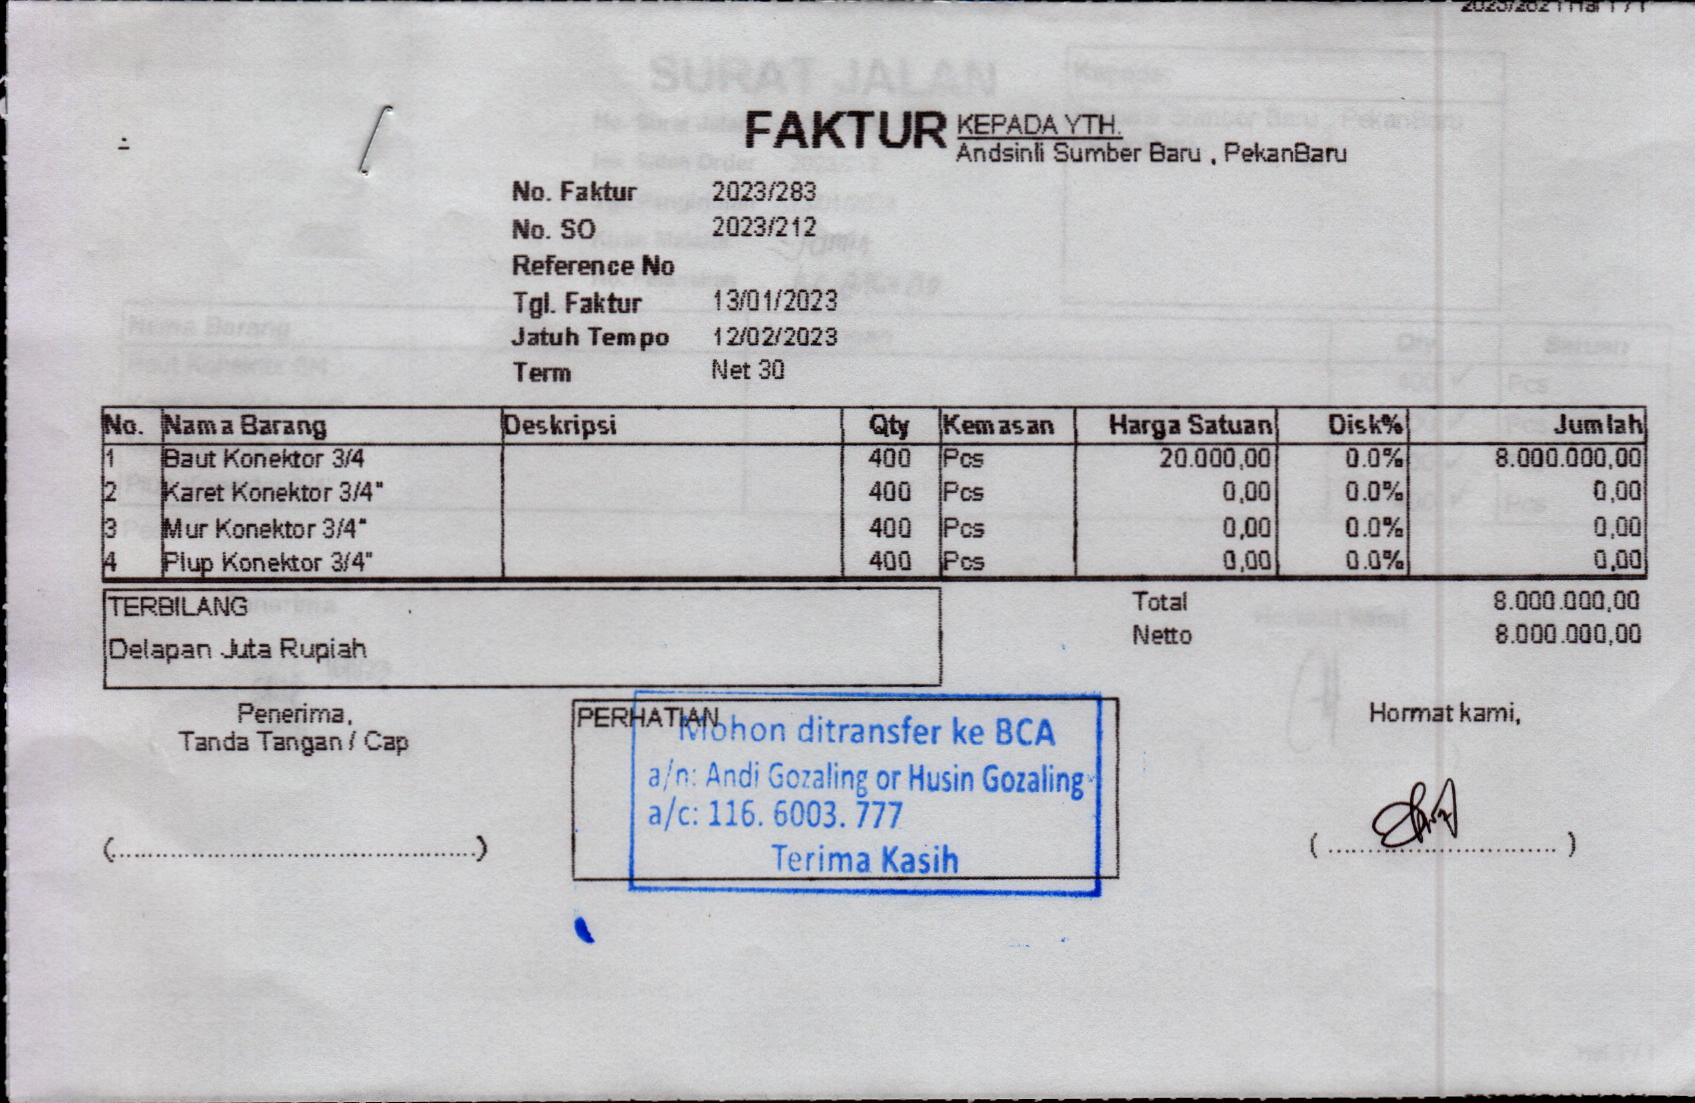 FAKTUR
KEPADA YTH.
Andsinli Sumber Baru , PekanBaru
No. Faktur 2023/283
No. SO 2023/212
Reference No
Tgl. Faktur 13/01/2023
Jatuh Tempo 12/02/2023
Term Net 30
No. Nama Barang Deskripsi Qty Kemasan Harga Satuan Disk% Jumlah
1 Baut Konektor 3/4 400 Pcs 20.000,00 0.0% 8.000.000,00
2 Karet Konektor 3/4" 400 Pcs 0,00 0.0% 0,00
3 Mur Konektor 3/4" 400 Pcs 0,00 0.0% 0,00
4 Plup Konektor 3/4" 400 Pcs 0,00 0.0% 0,00
TERBILANG
Delapan Juta Rupiah
Total 8.000.000,00
Netto 8.000.000,00
Penerima,
Tanda Tangan / Cap
PERHATIAN
Mohon ditransfer ke BCA
a/n: Andi Gozaling or Husin Gozaling
a/c: 116. 6003. 777
Terima Kasih
Hormat kami,